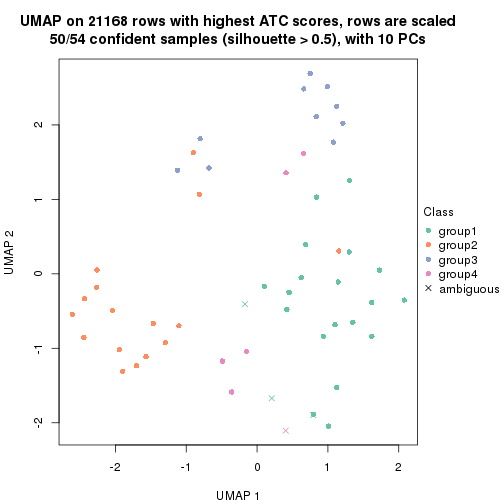 UMAP on 21168 rows with highest ATC scores, rows are scaled
50/54 confident samples (silhouette > 0.5), with 10 PCs
UMAP 2
2
1
0
-1
-2
-2
-1
0
1
2
UMAP 1
Class
group1
group2
group3
group4
ambiguous